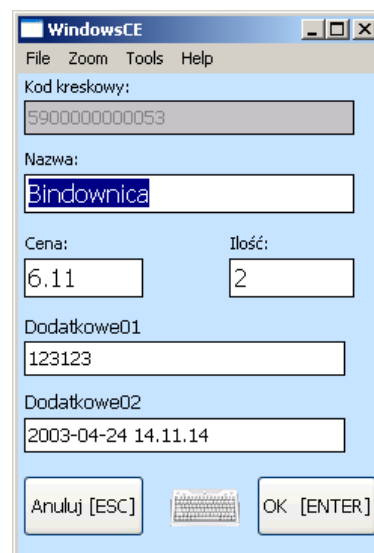 WindowsCE
File Zoom Tools Help
Kod kreskowy:
5900000000053
Nazwa:
Bindownica
Cena: Ilość:
6.11 2
Dodatkowe01
123123
Dodatkowe02
2003-04-24 14.11.14
Anuluj [ESC] OK [ENTER]